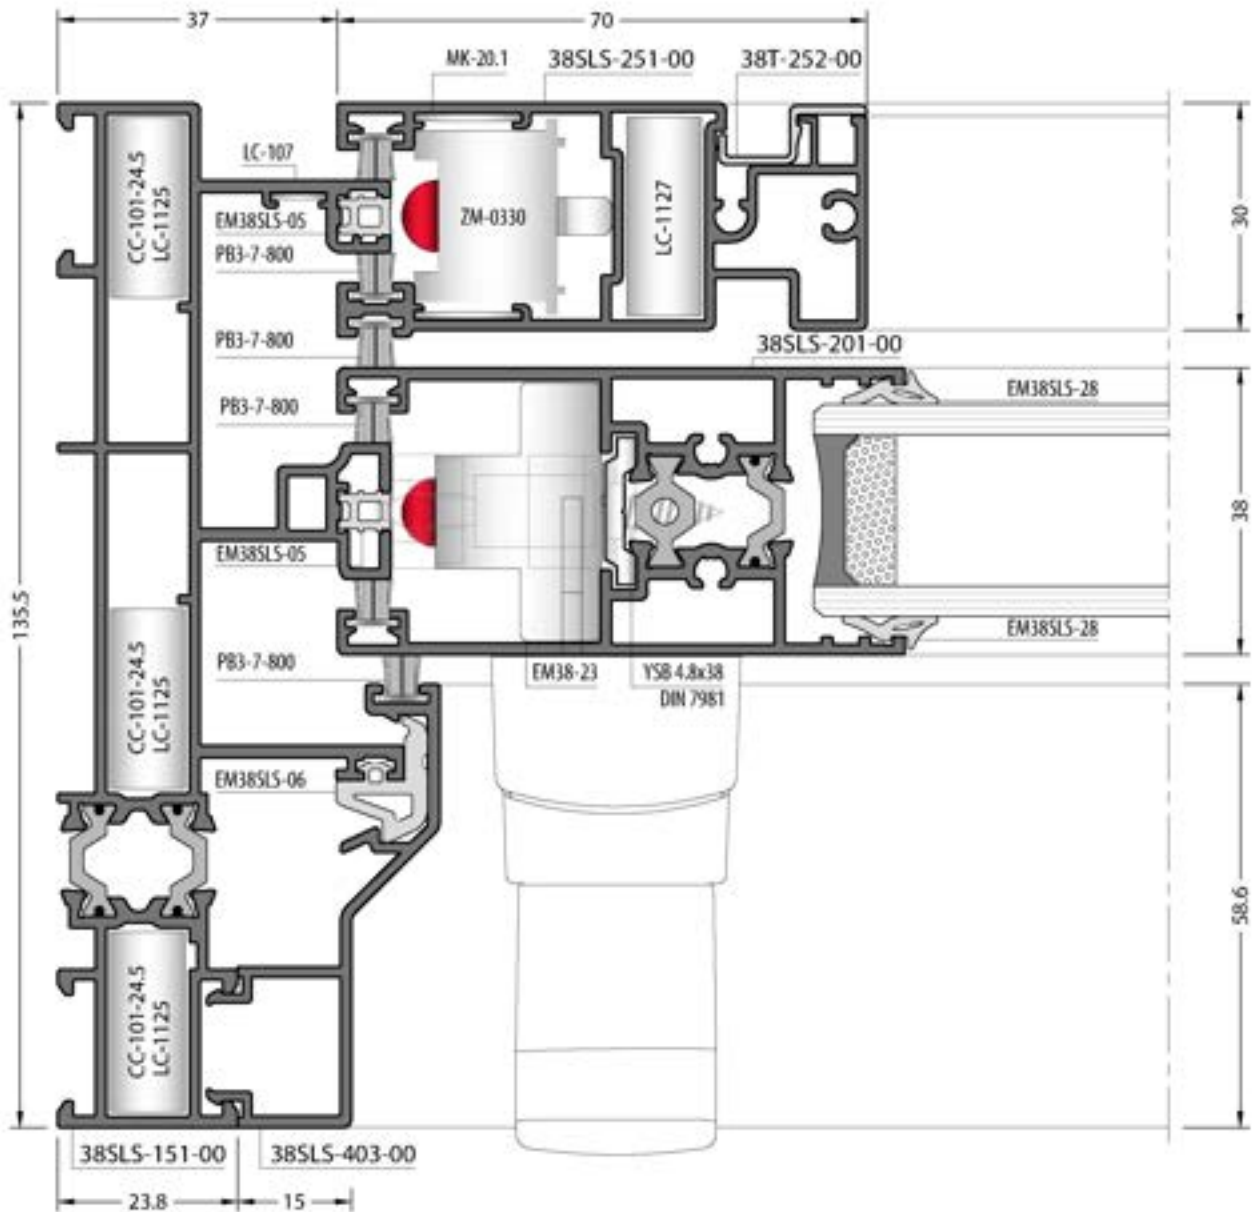 37
70
MK-20.1
38SLS-251-00
38T-252-00
LC-107
CC-101-24.5
LC-1125
EM38SLS-05
ZM-0330
LC-1127
30
PB3-7-800
PB3-7-800
38SLS-201-00
EM38SLS-28
PB3-7-800
38
EM38SLS-05
135.5
EM38SLS-28
PB3-7-800
EM38-23
YSB 4.8x38
DIN 7981
CC-101-24.5
LC-1125
EM38SLS-06
58.6
CC-101-24.5
LC-1125
38SLS-151-00
38SLS-403-00
23.8
15